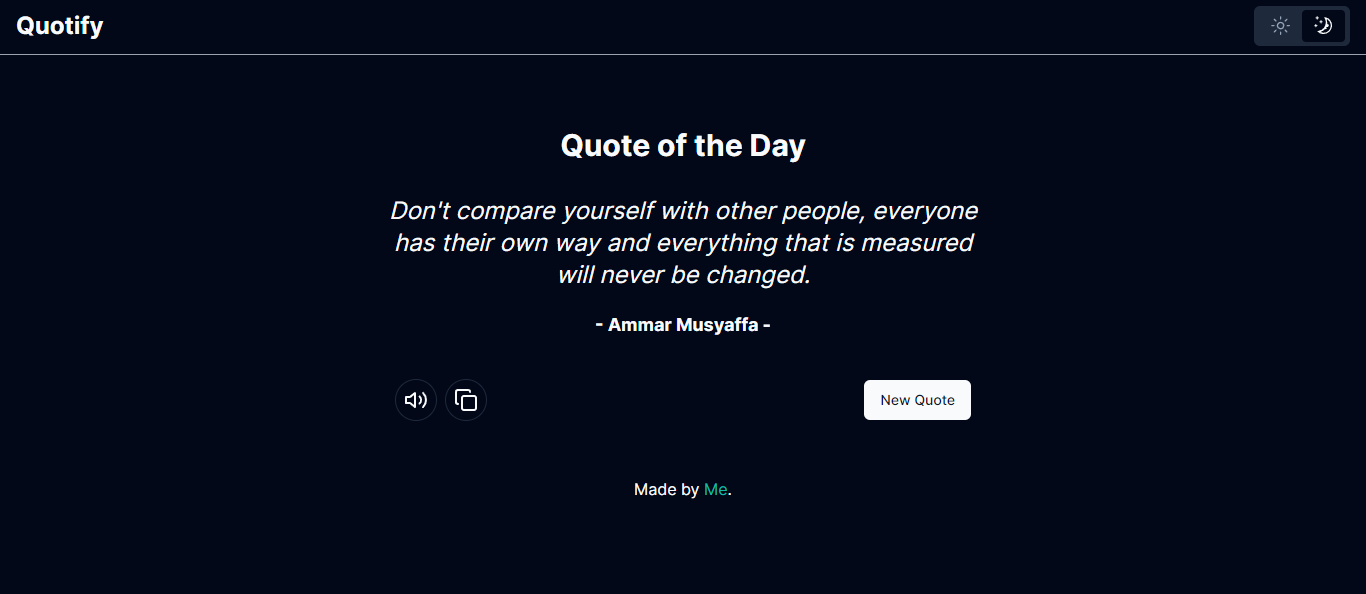 Quotify
Quote of the Day
Don't compare yourself with other people, everyone
has their own way and everything that is measured
will never be changed.
- Ammar Musyaffa -
New Quote
Made by Me.